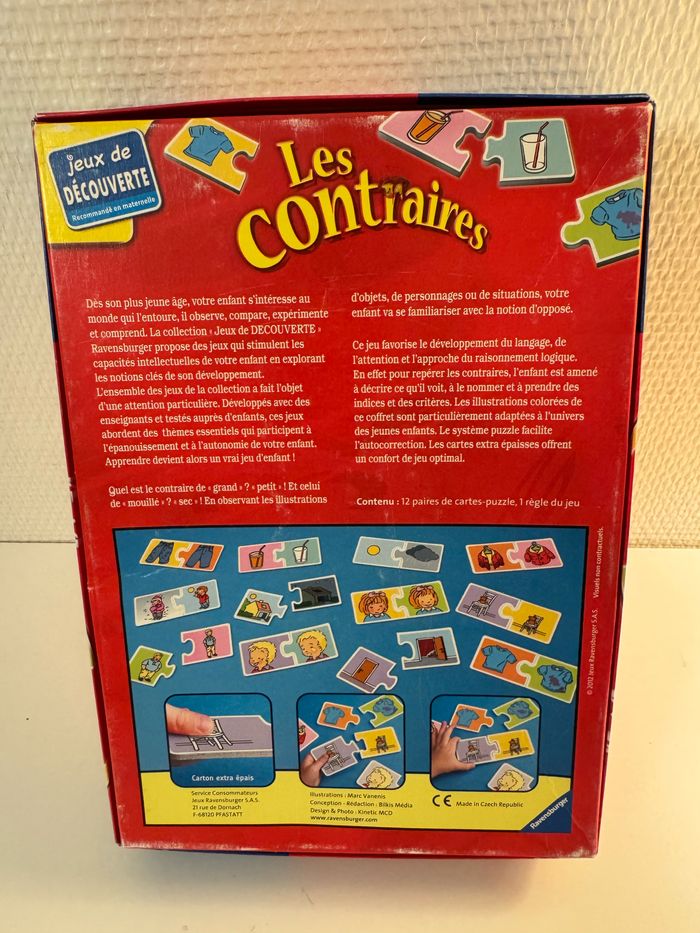 jeux de
DÉCOUVERTE
Recommandé en maternelle
Les
contraires
Dès son plus jeune âge, votre enfant s'intéresse au
monde qui l'entoure, il observe, compare, expérimente
et comprend. La collection « Jeux de DECOUVERTE »
Ravensburger propose des jeux qui stimulent les
capacités intellectuelles de votre enfant en explorant
les notions clés de son développement.
L'ensemble des jeux de la collection a fait l'objet
d'une attention particulière. Développés avec des
enseignants et testés auprès d'enfants, ces jeux
abordent des thèmes essentiels qui participent à
l'épanouissement et à l'autonomie de votre enfant.
Apprendre devient alors un vrai jeu d'enfant !
Quel est le contraire de « grand » ? « petit » ! Et celui
de « mouillé » ? « sec » ! En observant les illustrations
d'objets, de personnages ou de situations, votre
enfant va se familiariser avec la notion d'opposé.
Ce jeu favorise le développement du langage, de
l'attention et l'approche du raisonnement logique.
En effet pour repérer les contraires, l'enfant est amené
à décrire ce qu'il voit, à le nommer et à prendre des
indices et des critères. Les illustrations colorées de
ce coffret sont particulièrement adaptées à l'univers
des jeunes enfants. Le système puzzle facilite
l'autocorrection. Les cartes extra épaisses offrent
un confort de jeu optimal.
Contenu : 12 paires de cartes-puzzle, 1 règle du jeu
© 2012 Jeux Ravensburger S.A.S. Visuels non contractuels.
Carton extra épais
Service Consommateurs
Jeux Ravensburger S.A.S.
21 rue de Dornach
F-68120 PFASTATT
Illustrations : Marc Vanenis
Conception - Rédaction : Bilkis Média
Design & Photo : Kinetic MCD
www.ravensburger.com
CE Made in Czech Republic
Ravensburger